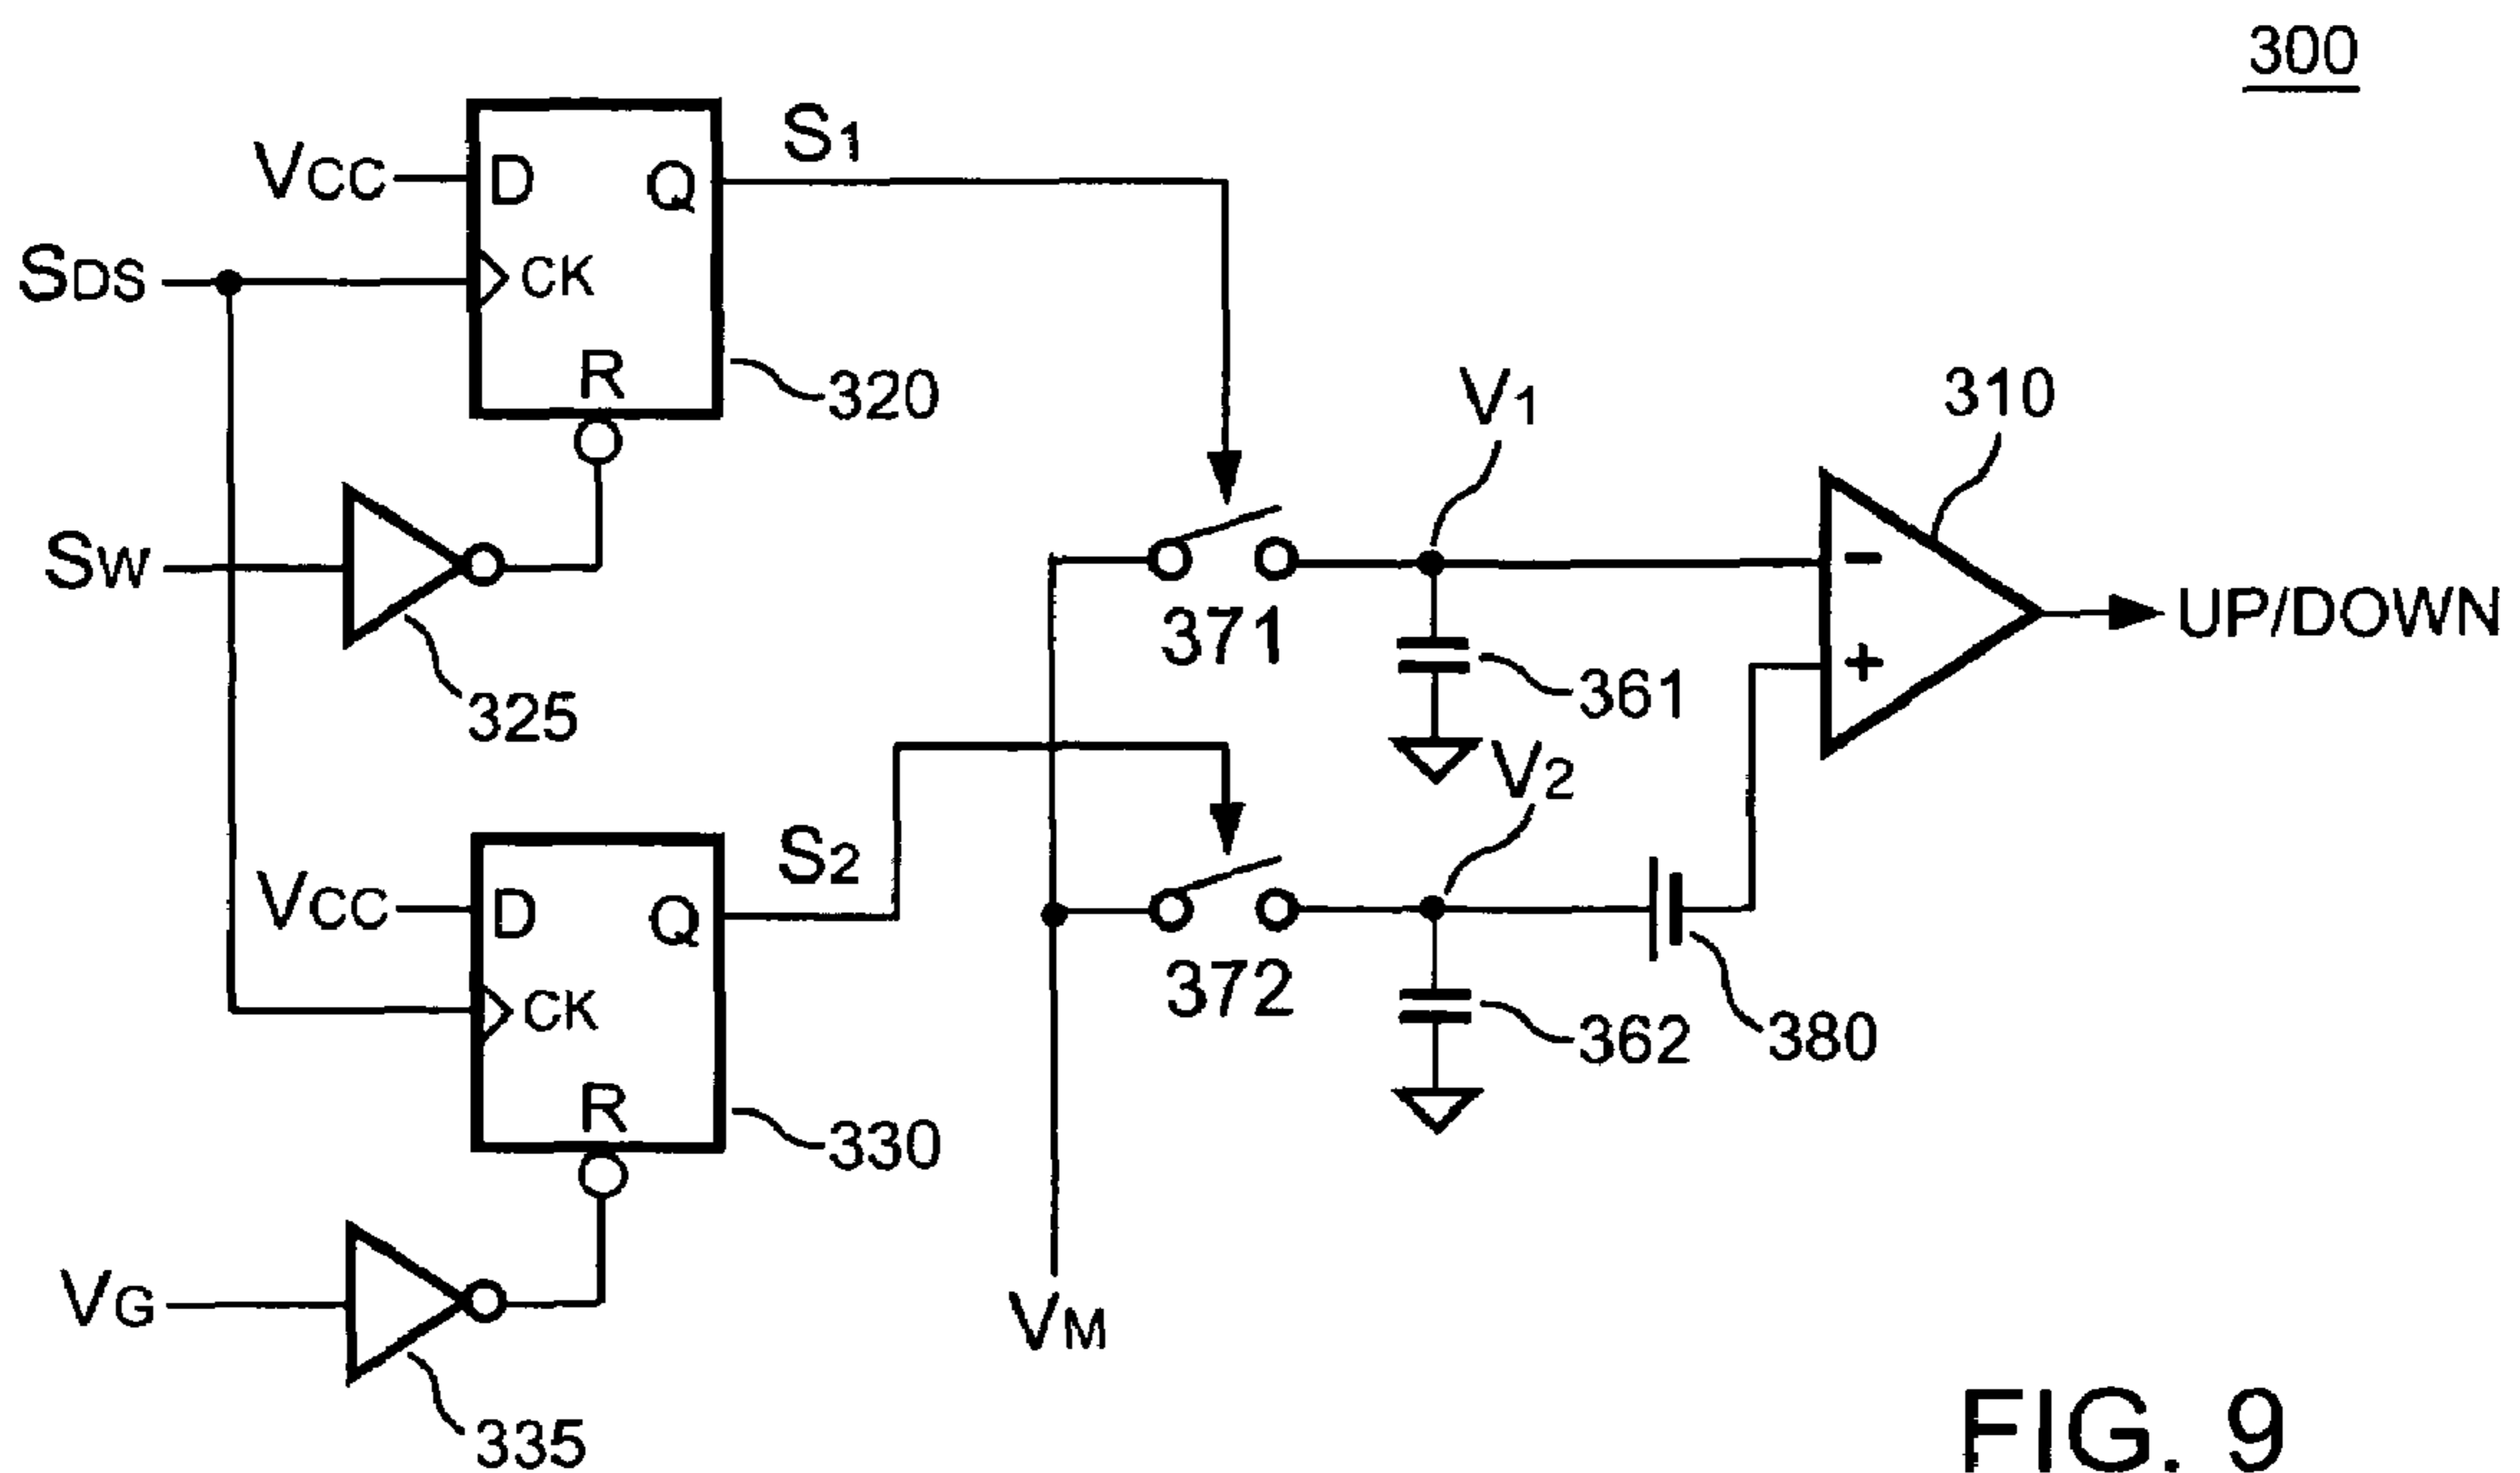 300
VCC
D
Q
S1
SDS
CK
R
320
SW
325
371
V1
361
310
-
+
UP/DOWN
VCC
D
Q
S2
CK
R
330
372
V2
362
380
VG
335
VM
FIG. 9